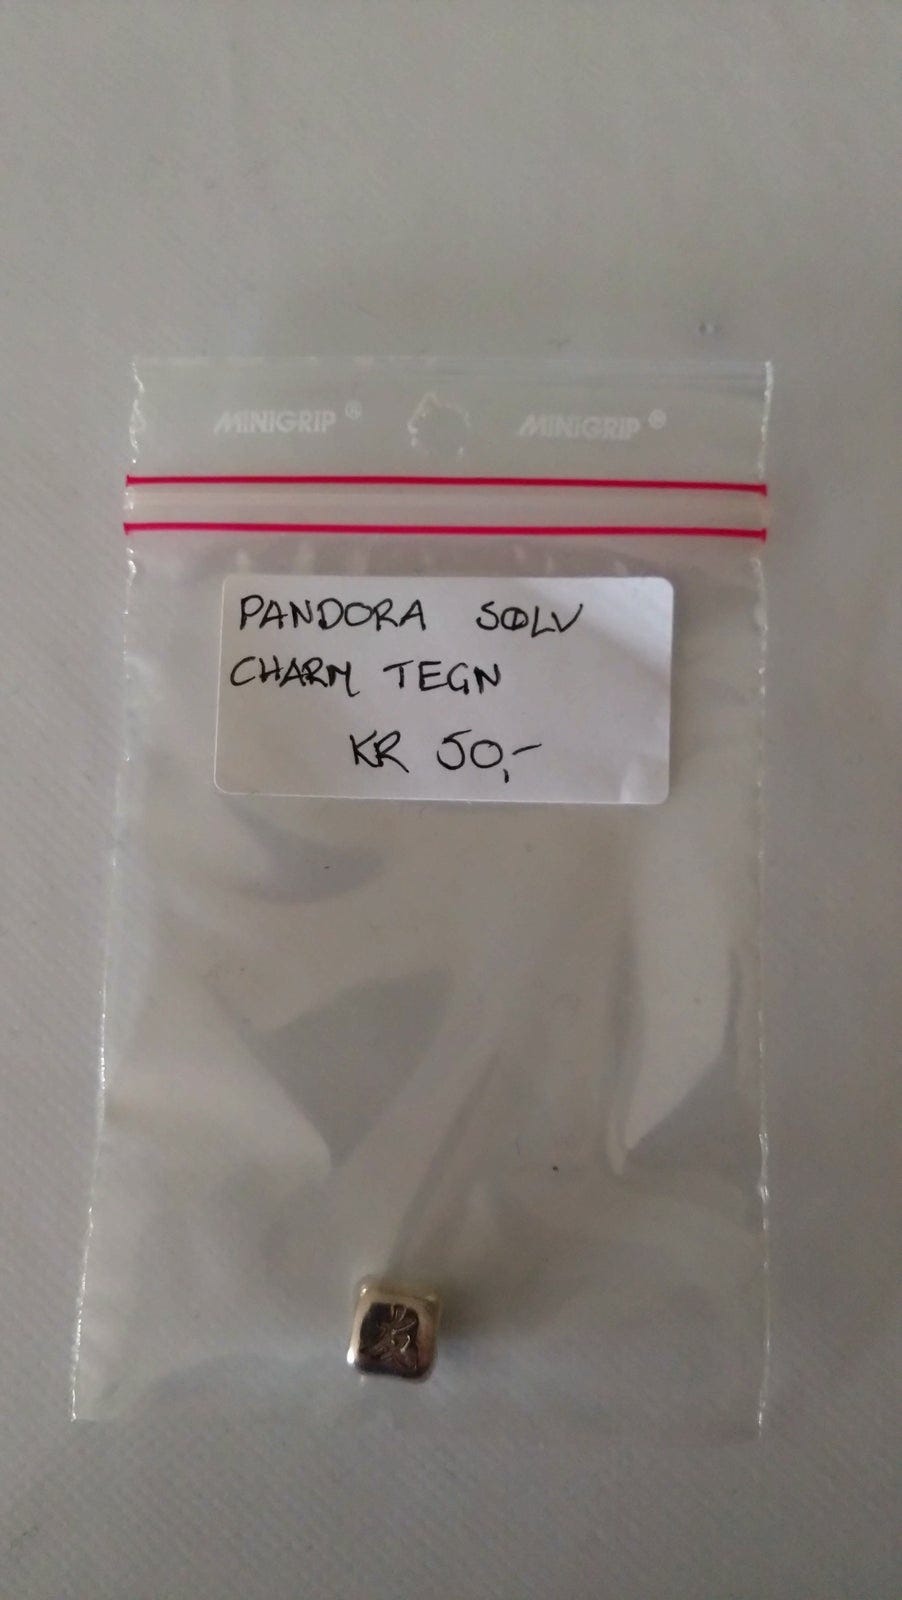 MINIGRIP® MINIGRIP®
PANDORA SØLV
CHARM TEGN
KR 50,-